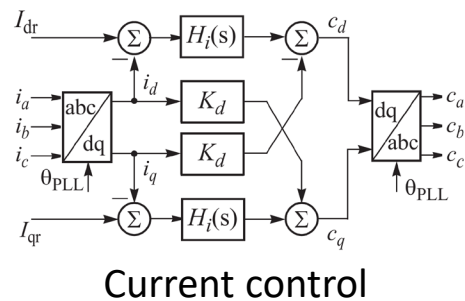 I_dr Σ H_i(s) Σ c_d
− i_d −
i_a abc K_d dq c_a
i_b c_b
i_c dq K_d abc c_c
θ_PLL i_q θ_PLL
−
I_qr Σ H_i(s) Σ c_q
Current control